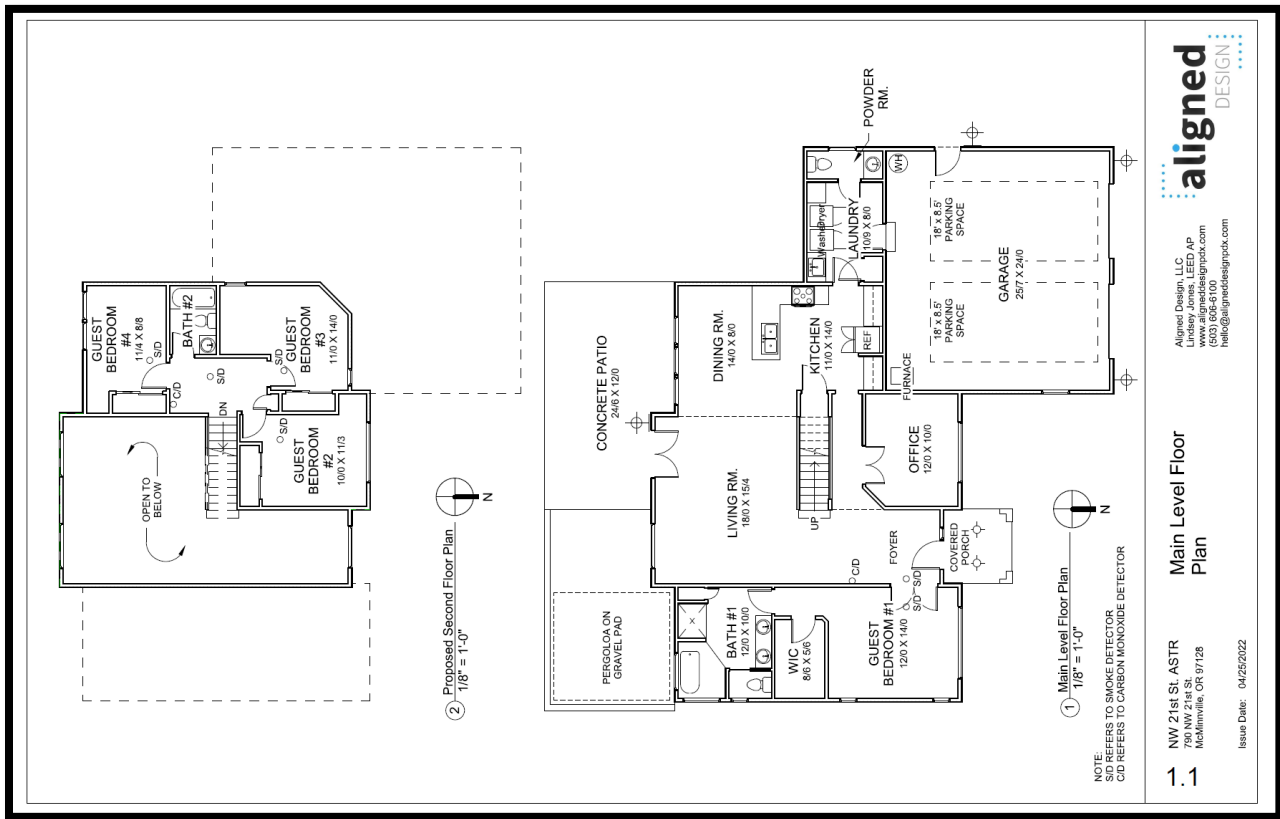 GUEST
BEDROOM
#4
11/4 X 8/8
BATH #2
GUEST
BEDROOM
#3
11/0 X 14/0
GUEST
BEDROOM
#2
10/0 X 11/3
S/D
C/D
S/D
S/D
S/D
DN
OPEN TO
BELOW
2
Proposed Second Floor Plan
1/8" = 1'-0"
N
CONCRETE PATIO
24/6 X 12/0
PERGOLOA ON
GRAVEL PAD
DINING RM.
14/0 X 8/0
LIVING RM.
18/0 X 15/4
KITCHEN
11/0 X 14/0
REF
UP
POWDER
RM.
Washer
Dryer
LAUNDRY
10/9 X 8/0
WH
18' x 8.5'
PARKING
SPACE
18' x 8.5'
PARKING
SPACE
GARAGE
25/7 X 24/0
FURNACE
OFFICE
12/0 X 10/0
FOYER
COVERED
PORCH
C/D
S/D
S/D
BATH #1
12/0 X 10/0
WIC
8/6 X 5/6
GUEST
BEDROOM #1
12/0 X 14/0
1
Main Level Floor Plan
1/8" = 1'-0"
N
NOTE:
S/D REFERS TO SMOKE DETECTOR
C/D REFERS TO CARBON MONOXIDE DETECTOR
aligned
DESIGN
Aligned Design, LLC
Lindsey Jones, LEED AP
www.aligneddesignpdx.com
(503) 606-6100
hello@aligneddesignpdx.com
Main Level Floor
Plan
NW 21st St. ASTR
790 NW 21st St.
McMinnville, OR 97128
Issue Date: 04/25/2022
1.1